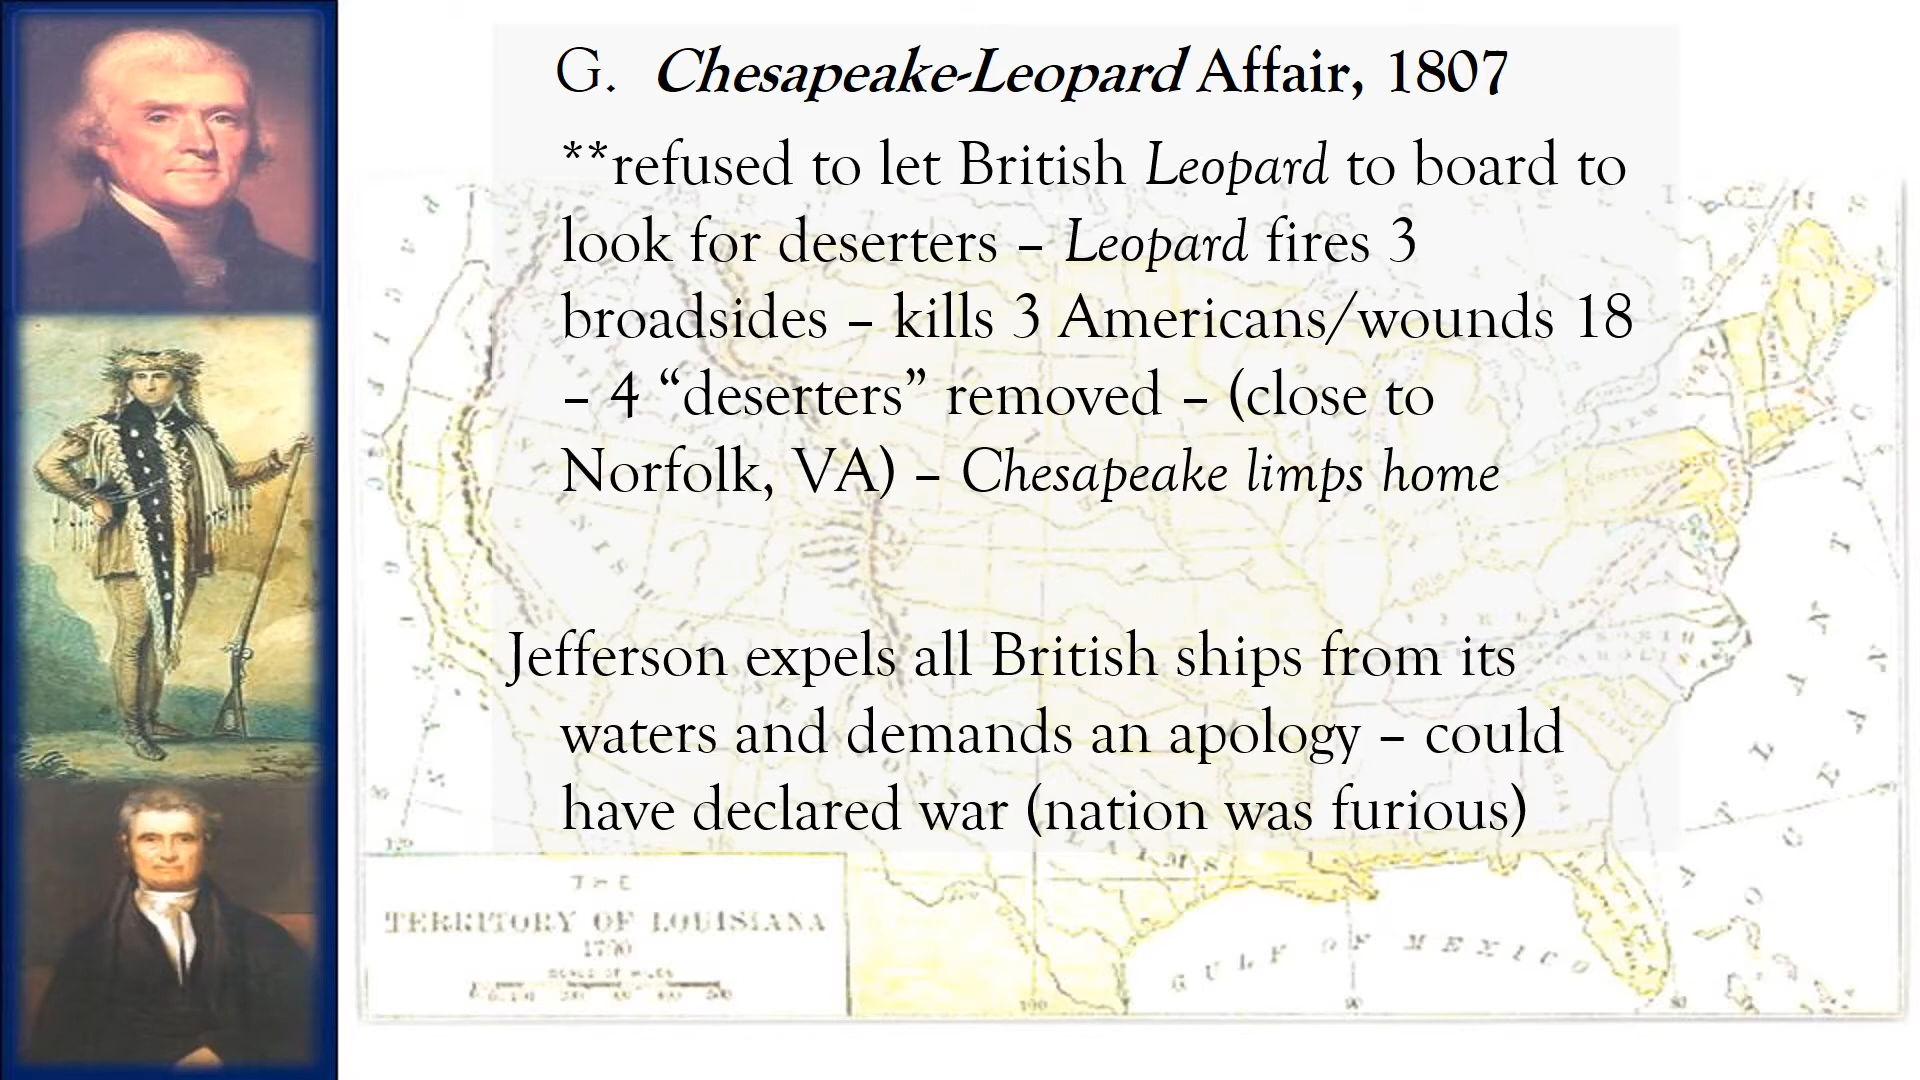 G. Chesapeake-Leopard Affair, 1807
**refused to let British Leopard to board to
look for deserters – Leopard fires 3
broadsides – kills 3 Americans/wounds 18
– 4 “deserters” removed – (close to
Norfolk, VA) – Chesapeake limps home
Jefferson expels all British ships from its
waters and demands an apology – could
have declared war (nation was furious)
THE
TERRITORY OF LOUISIANA
SCALE OF MILES
GULF OF MEXICO